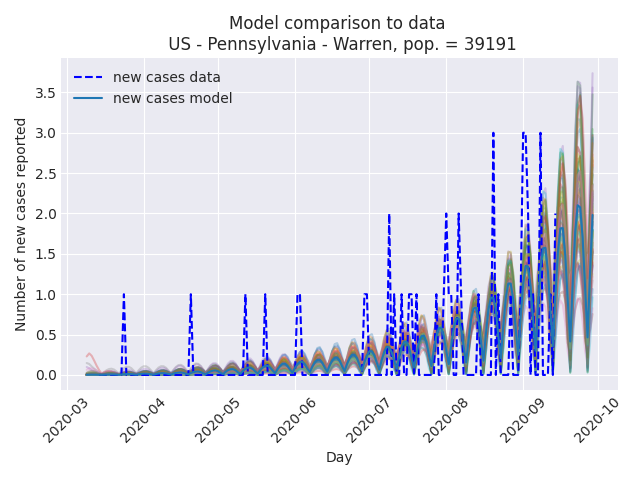 Model comparison to data
US - Pennsylvania - Warren, pop. = 39191
new cases data
new cases model
Number of new cases reported
3.5
3.0
2.5
2.0
1.5
1.0
0.5
0.0
2020-03
2020-04
2020-05
2020-06
2020-07
2020-08
2020-09
2020-10
Day